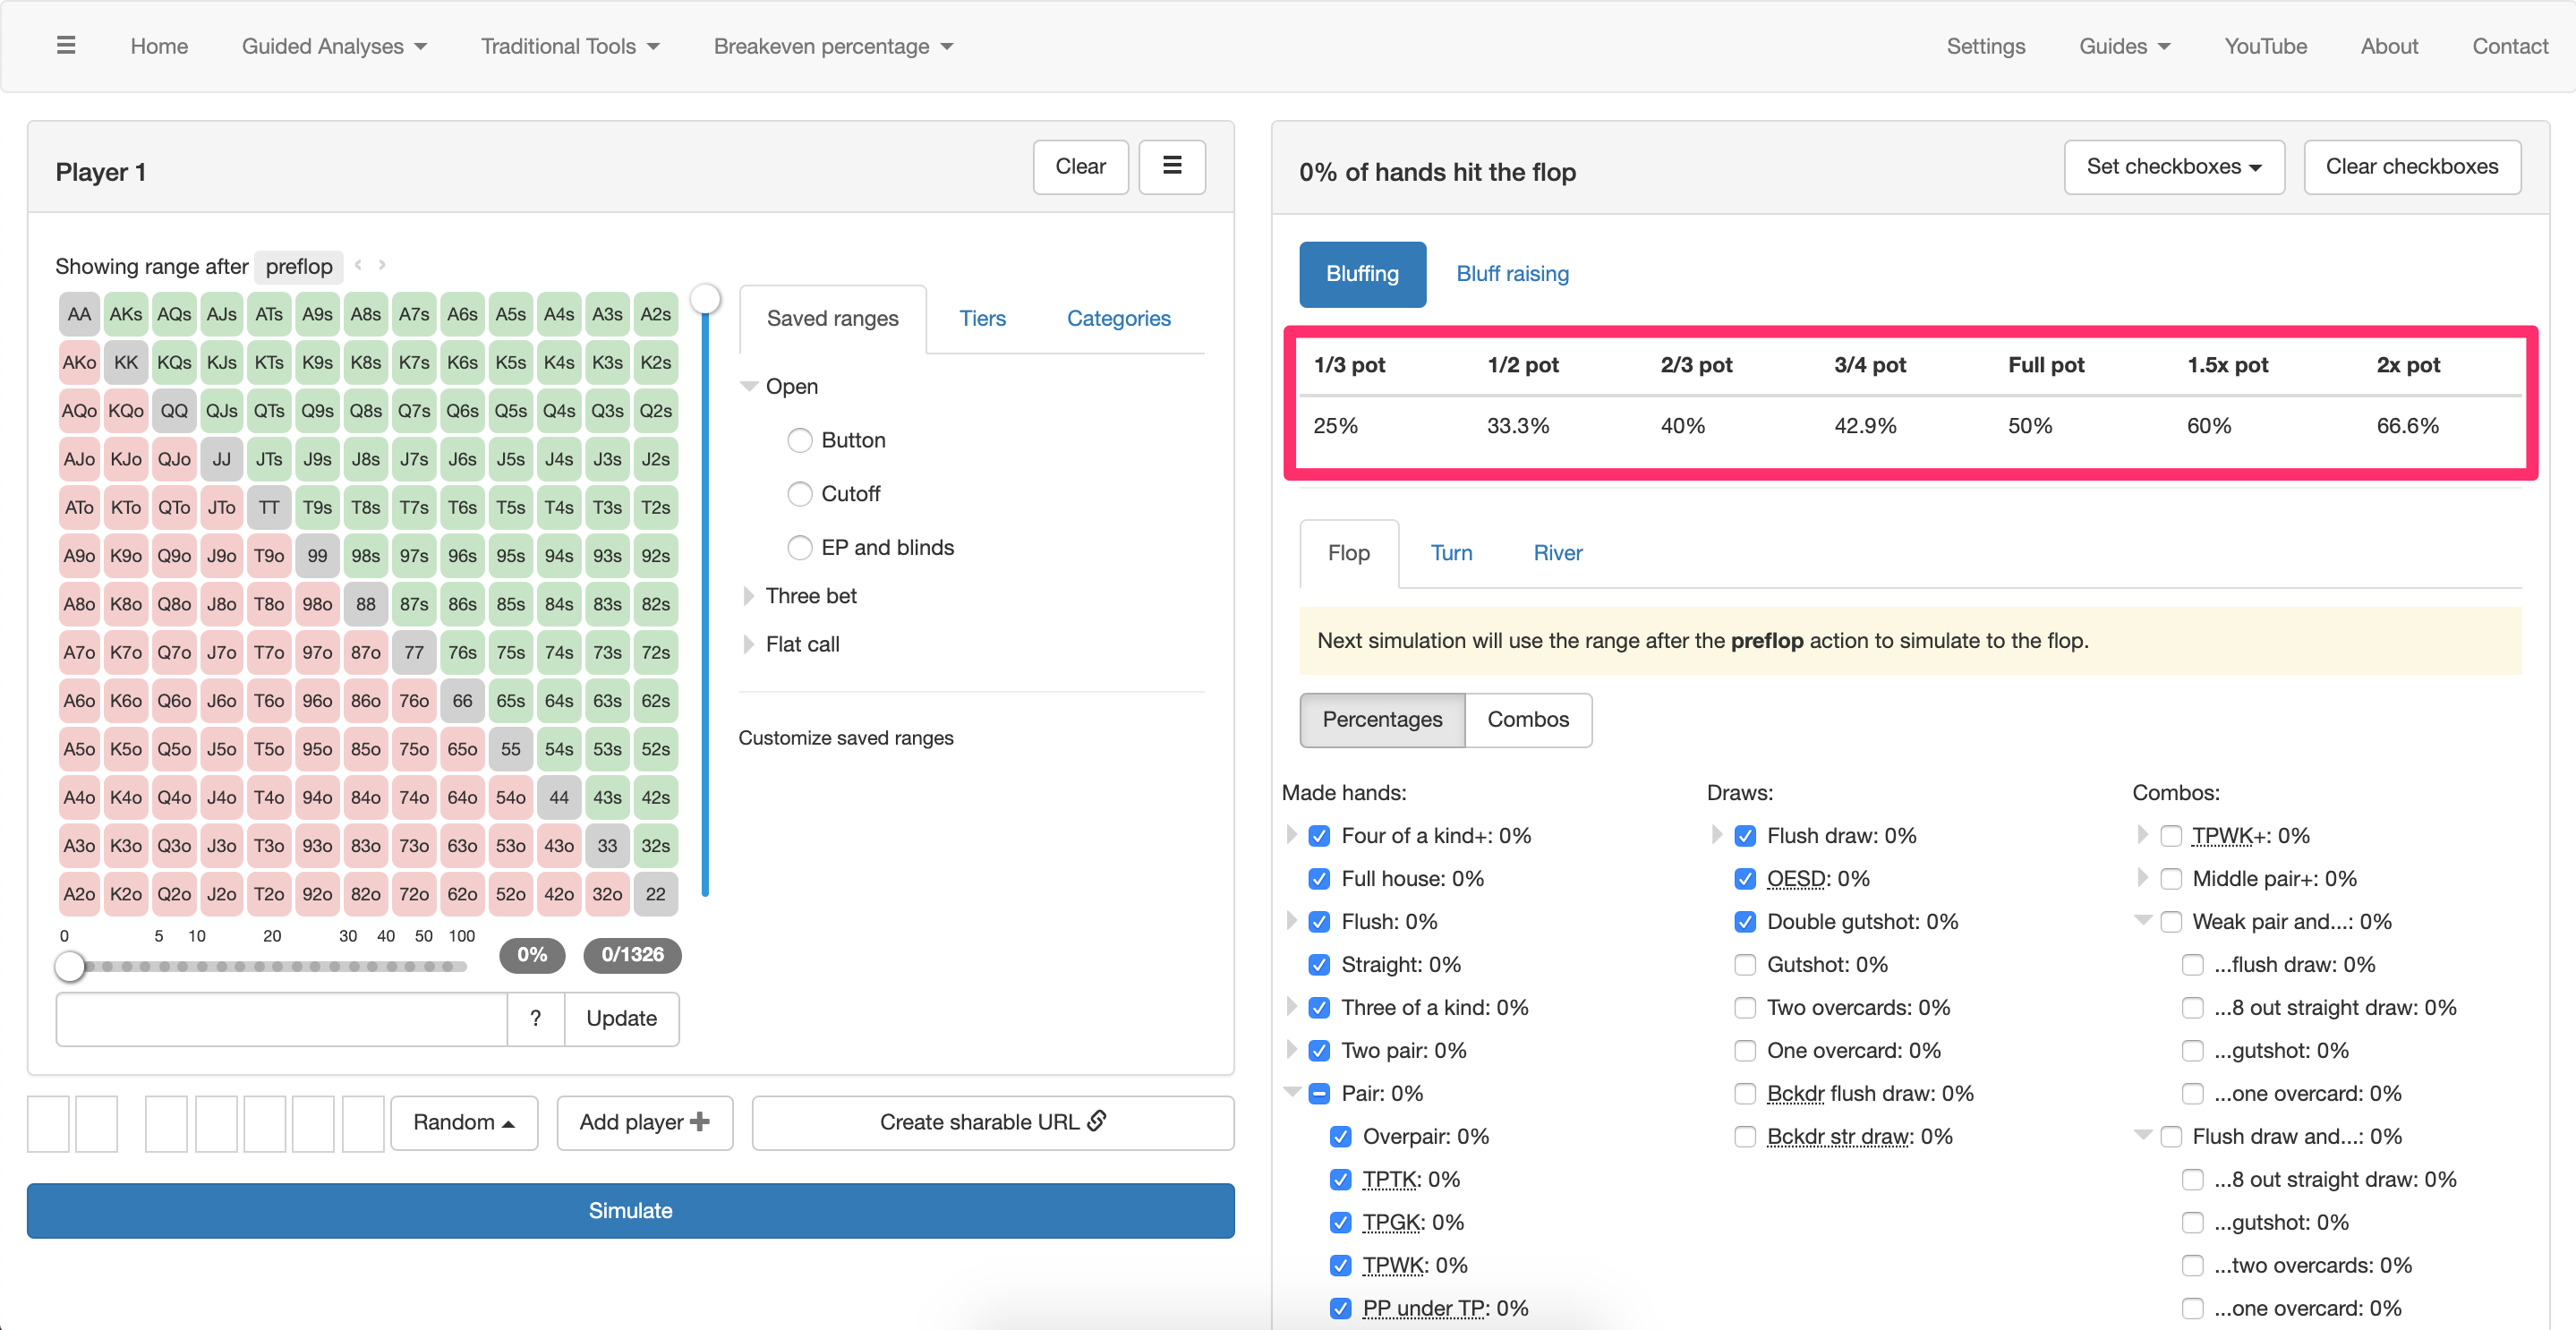 ☰ Home Guided Analyses Traditional Tools Breakeven percentage Settings Guides YouTube About Contact
Player 1 Clear ☰
Showing range after preflop ‹ ›
AA AKs AQs AJs ATs A9s A8s A7s A6s A5s A4s A3s A2s
AKo KK KQs KJs KTs K9s K8s K7s K6s K5s K4s K3s K2s
AQo KQo QQ QJs QTs Q9s Q8s Q7s Q6s Q5s Q4s Q3s Q2s
AJo KJo QJo JJ JTs J9s J8s J7s J6s J5s J4s J3s J2s
ATo KTo QTo JTo TT T9s T8s T7s T6s T5s T4s T3s T2s
A9o K9o Q9o J9o T9o 99 98s 97s 96s 95s 94s 93s 92s
A8o K8o Q8o J8o T8o 98o 88 87s 86s 85s 84s 83s 82s
A7o K7o Q7o J7o T7o 97o 87o 77 76s 75s 74s 73s 72s
A6o K6o Q6o J6o T6o 96o 86o 76o 66 65s 64s 63s 62s
A5o K5o Q5o J5o T5o 95o 85o 75o 65o 55 54s 53s 52s
A4o K4o Q4o J4o T4o 94o 84o 74o 64o 54o 44 43s 42s
A3o K3o Q3o J3o T3o 93o 83o 73o 63o 53o 43o 33 32s
A2o K2o Q2o J2o T2o 92o 82o 72o 62o 52o 42o 32o 22
0 5 10 20 30 40 50 100
0% 0/1326
? Update
Saved ranges Tiers Categories
Open
Button
Cutoff
EP and blinds
Three bet
Flat call
Customize saved ranges
Random Add player Create sharable URL
Simulate
0% of hands hit the flop Set checkboxes Clear checkboxes
Bluffing Bluff raising
1/3 pot 1/2 pot 2/3 pot 3/4 pot Full pot 1.5x pot 2x pot
25% 33.3% 40% 42.9% 50% 60% 66.6%
Flop Turn River
Next simulation will use the range after the preflop action to simulate to the flop.
Percentages Combos
Made hands:
Four of a kind+: 0%
Full house: 0%
Flush: 0%
Straight: 0%
Three of a kind: 0%
Two pair: 0%
Pair: 0%
Overpair: 0%
TPTK: 0%
TPGK: 0%
TPWK: 0%
PP under TP: 0%
Draws:
Flush draw: 0%
OESD: 0%
Double gutshot: 0%
Gutshot: 0%
Two overcards: 0%
One overcard: 0%
Bckdr flush draw: 0%
Bckdr str draw: 0%
Combos:
TPWK+: 0%
Middle pair+: 0%
Weak pair and...: 0%
...flush draw: 0%
...8 out straight draw: 0%
...gutshot: 0%
...one overcard: 0%
Flush draw and...: 0%
...8 out straight draw: 0%
...gutshot: 0%
...two overcards: 0%
...one overcard: 0%